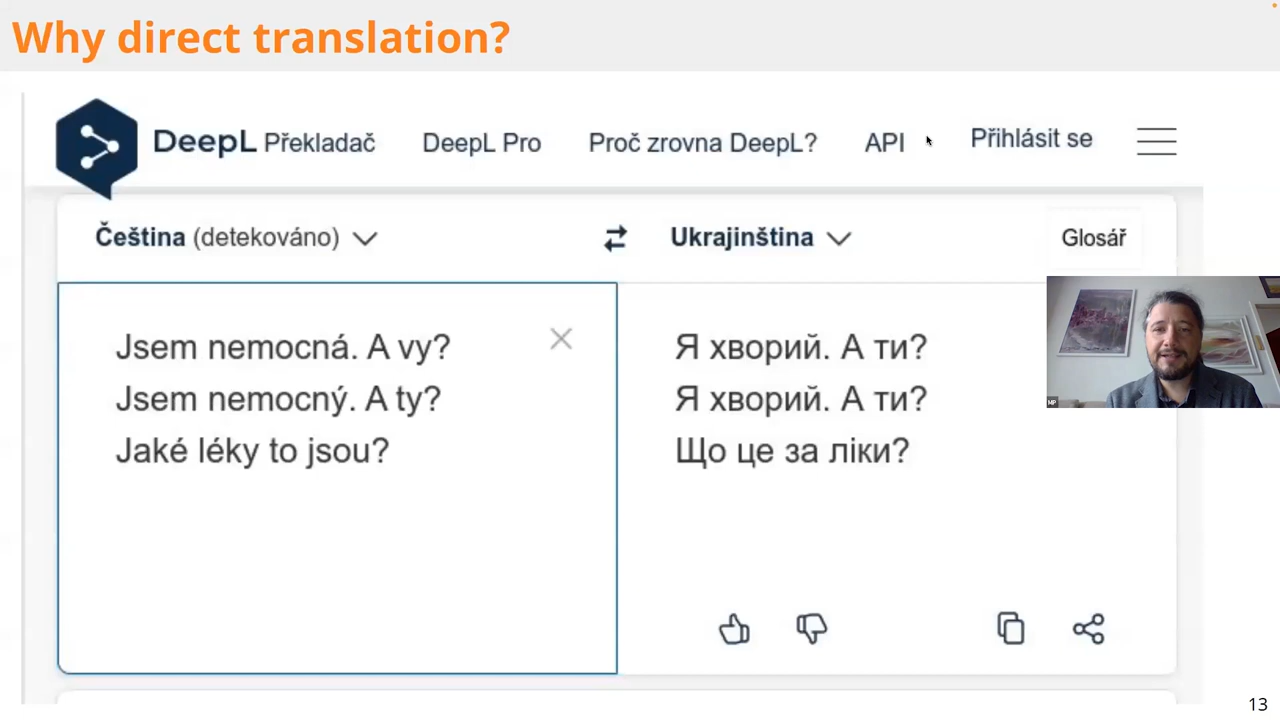 Why direct translation?
DeepL Překladač DeepL Pro Proč zrovna DeepL? API Přihlásit se
Čeština (detekováno) Ukrajinština Glosář
Jsem nemocná. A vy?
Jsem nemocný. A ty?
Jaké léky to jsou?
Я хворий. А ти?
Я хворий. А ти?
Що це за ліки?
MP
13